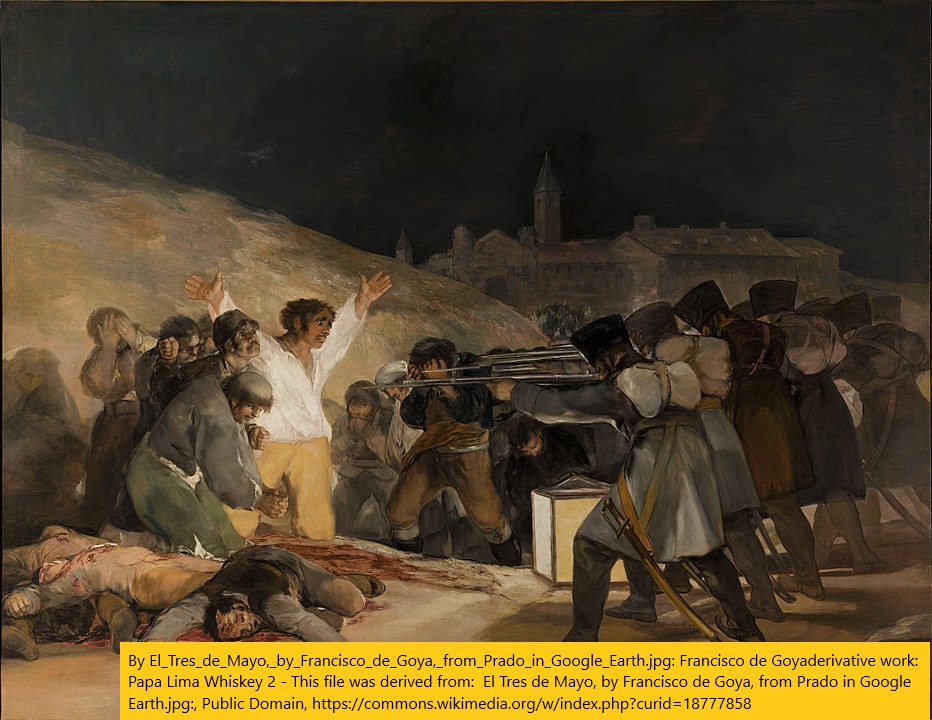 By El_Tres_de_Mayo,_by_Francisco_de_Goya,_from_Prado_in_Google_Earth.jpg: Francisco de Goyaderivative work:
Papa Lima Whiskey 2 - This file was derived from:  El Tres de Mayo, by Francisco de Goya, from Prado in Google
Earth.jpg:, Public Domain, https://commons.wikimedia.org/w/index.php?curid=18777858